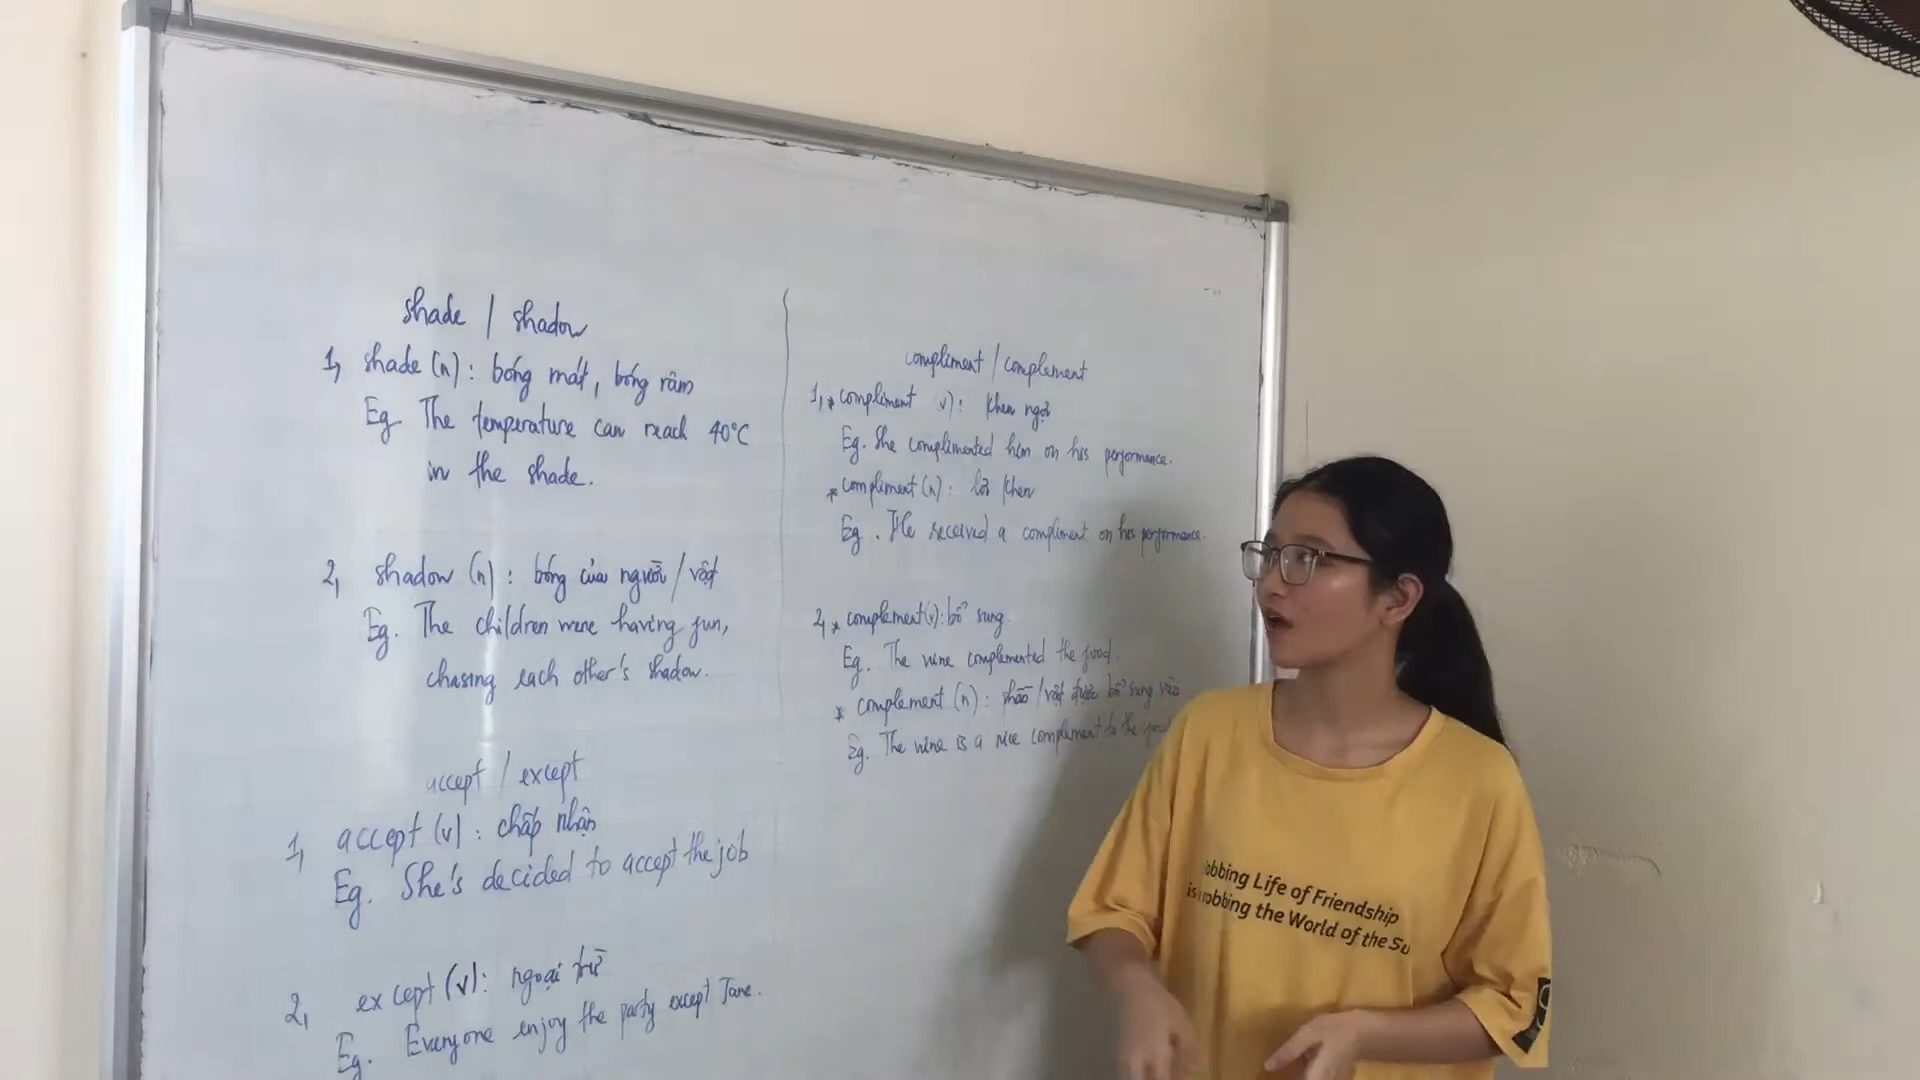 shade / shadow
1, shade (n): bóng mát, bóng râm
Eg The temperature can reach 40°C
in the shade.
2, shadow (n): bóng của người / vật
Eg. The children were having fun,
chasing each other's shadow.
accept / except
1, accept (v): chấp nhận
Eg. She's decided to accept the job
2, except (v): ngoại trừ
Eg. Everyone enjoy the party except Jane.
compliment / complement
1, * compliment v): khen ngợi
Eg. She complimented him on his performance.
* compliment (n): lời khen
Eg. He received a compliment on his performance.
2, * complement (v): bổ sung
Eg. The wine complemented the food.
* complement (n): /vật được bổ sung vào
Eg. The wine is a nice complement to the
obbing Life of Friendship
is robbing the World of the Su